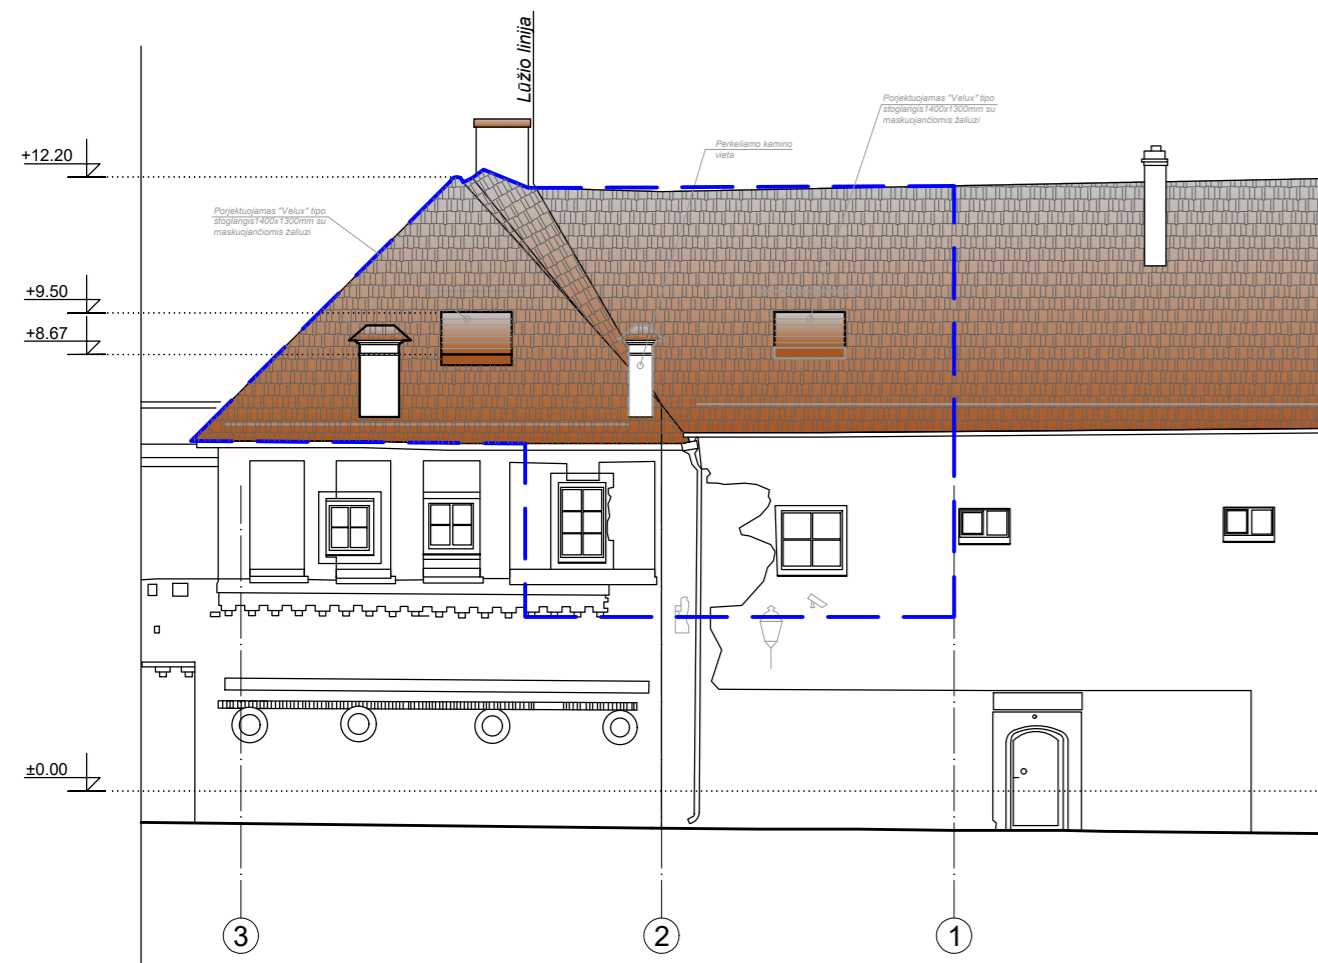 Lūžio linija
Porjektuojamas "Velux" tipo
stoglangis1400x1300mm su
maskuojančiomis žaliuzi
Perkeliamo kamino
vieta
+12.20
Porjektuojamas "Velux" tipo
stoglangis1400x1300mm su
maskuojančiomis žaliuzi
+9.50
+8.67
±0.00
3
2
1